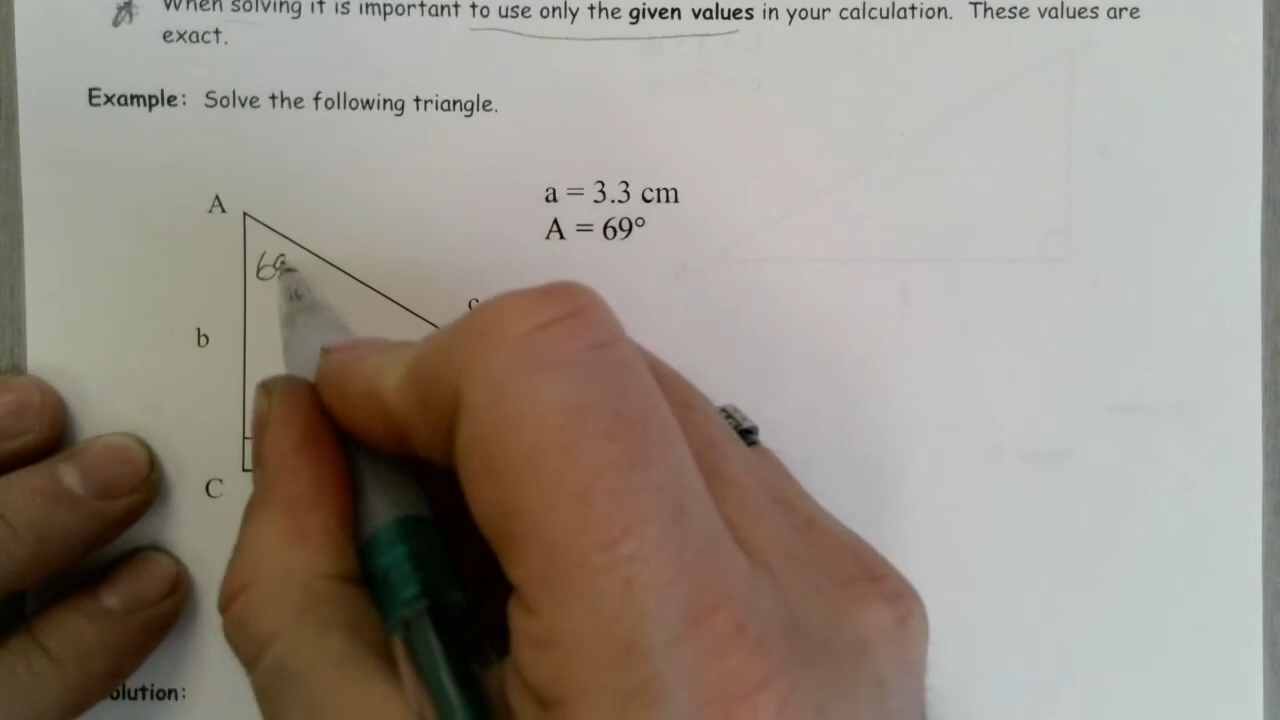 When solving it is important to use only the given values in your calculation. These values are
exact.
Example: Solve the following triangle.
a = 3.3 cm
A = 69°
A
69
c
b
C
olution: